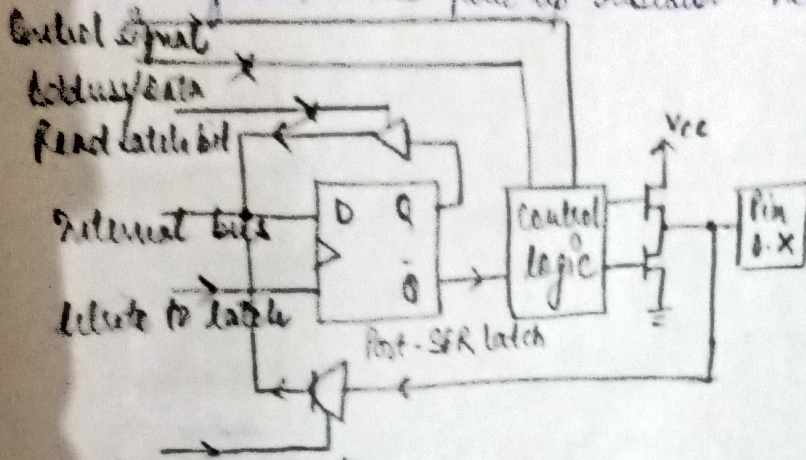 Control signal
Address/data
Read latch bit
Vcc
D Q
Control
logic
Pin
0.X
Internal bus
Q̅
Write to latch
Port-SFR latch